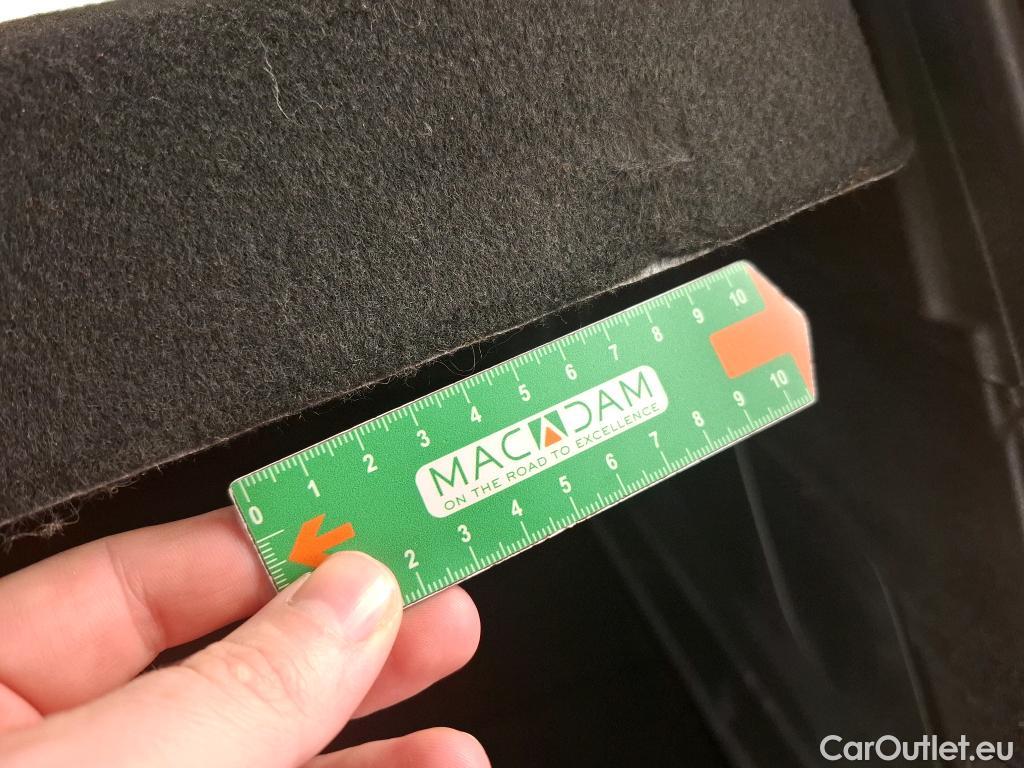 0 1 2 3 4 5 6 7 8 9 10
MACADAM
ON THE ROAD TO EXCELLENCE
2 3 4 5 6 7 8 9 10
CarOutlet.eu